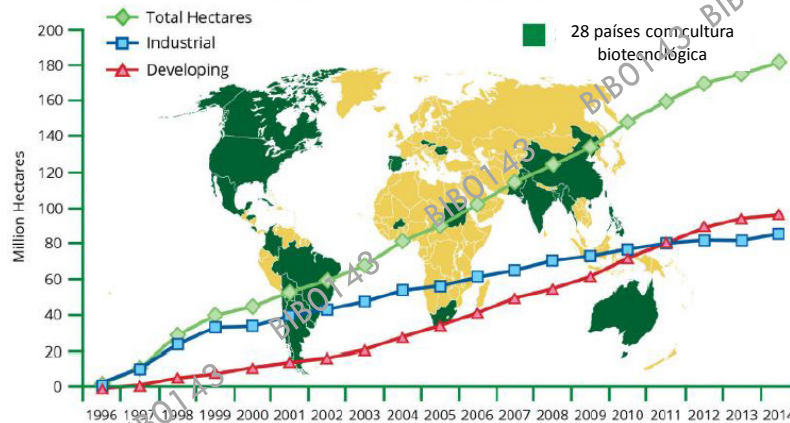 Total Hectares
Industrial
Developing
28 países com cultura
biotecnológica
Million Hectares
200
180
160
140
120
100
80
60
40
20
0
1996 1997 1998 1999 2000 2001 2002 2003 2004 2005 2006 2007 2008 2009 2010 2011 2012 2013 2014
BIBO143
BIBO143
BIBO143
BIBO143